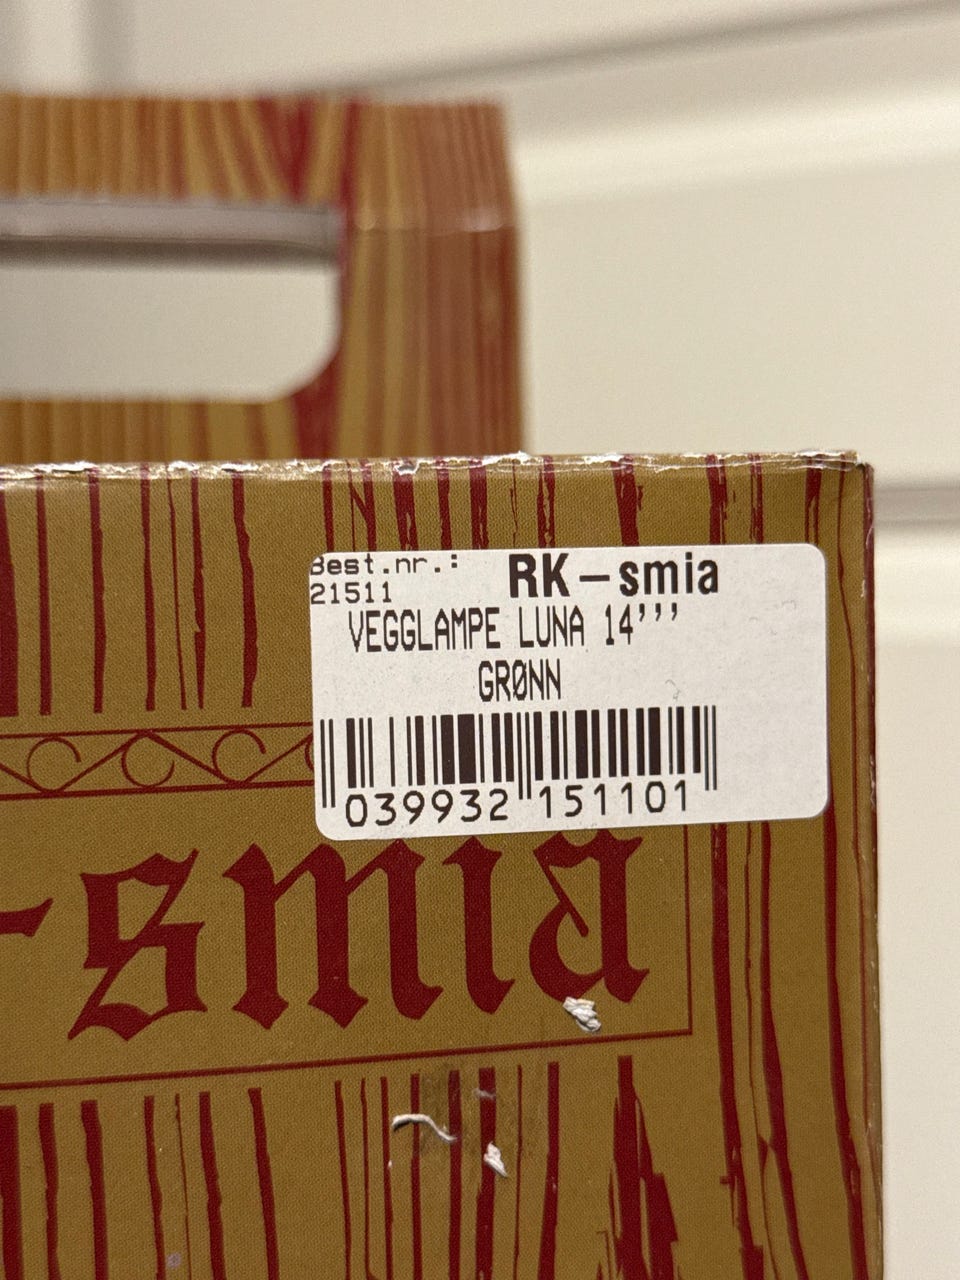 Best.nr.:
RK-smia
21511
VEGGLAMPE LUNA 14'''
GRØNN
039932 151101
-smia